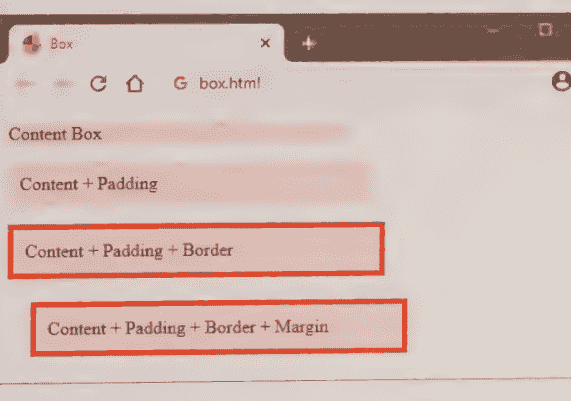 Box
box.html
Content Box
Content + Padding
Content + Padding + Border
Content + Padding + Border + Margin